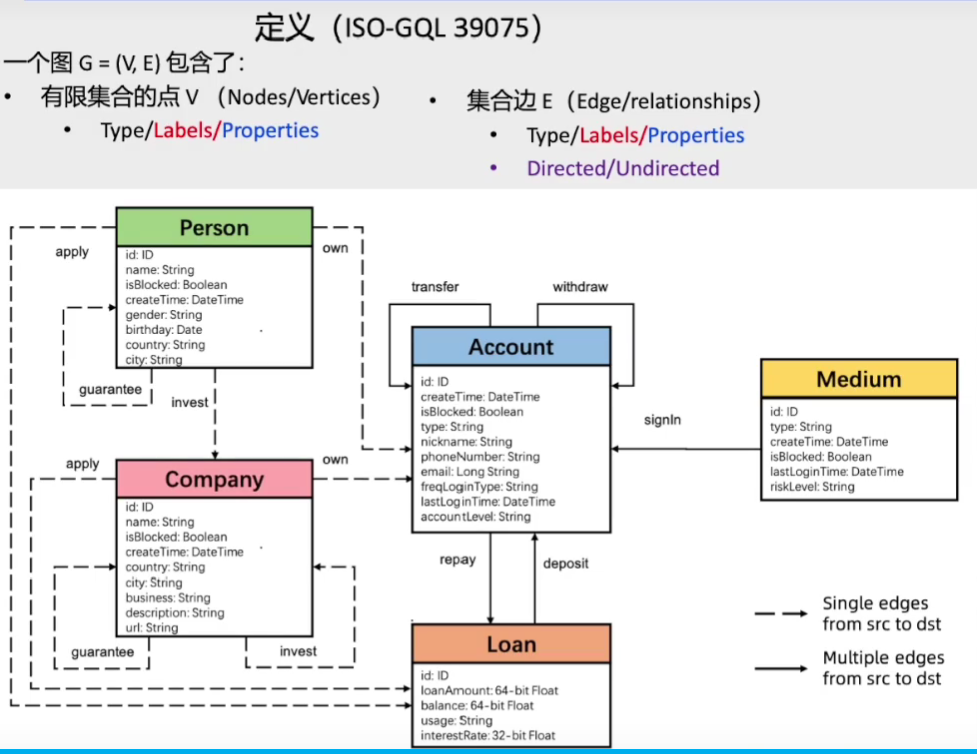 定义（ISO-GQL 39075）
一个图 G = (V, E) 包含了：
• 有限集合的点 V （Nodes/Vertices）
• Type/Labels/Properties
• 集合边 E（Edge/relationships）
• Type/Labels/Properties
• Directed/Undirected
apply
Person
id: ID
name: String
isBlocked: Boolean
createTime: DateTime
gender: String
birthday: Date
country: String
city: String
own
guarantee
invest
transfer
withdraw
Account
id: ID
createTime: DateTime
isBlocked: Boolean
type: String
nickname: String
phoneNumber: String
email: Long String
freqLoginType: String
lastLoginTime: DateTime
accountLevel: String
signIn
Medium
id: ID
type: String
createTime: DateTime
isBlocked: Boolean
lastLoginTime: DateTime
riskLevel: String
apply
Company
id: ID
name: String
isBlocked: Boolean
createTime: DateTime
country: String
city: String
business: String
description: String
url: String
own
guarantee
invest
repay
deposit
Loan
id: ID
loanAmount: 64-bit Float
balance: 64-bit Float
usage: String
interestRate: 32-bit Float
Single edges
from src to dst
Multiple edges
from src to dst